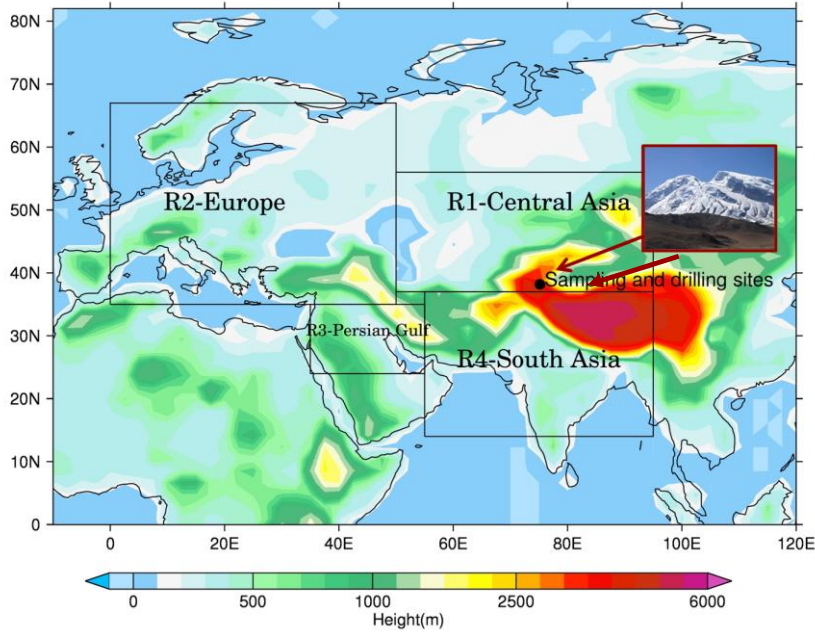 80N
70N
60N
50N
40N
30N
20N
10N
0
R2-Europe
R1-Central Asia
Sampling and drilling sites
R3-Persian Gulf
R4-South Asia
0 20E 40E 60E 80E 100E 120E
0 500 1000 2500 6000
Height(m)